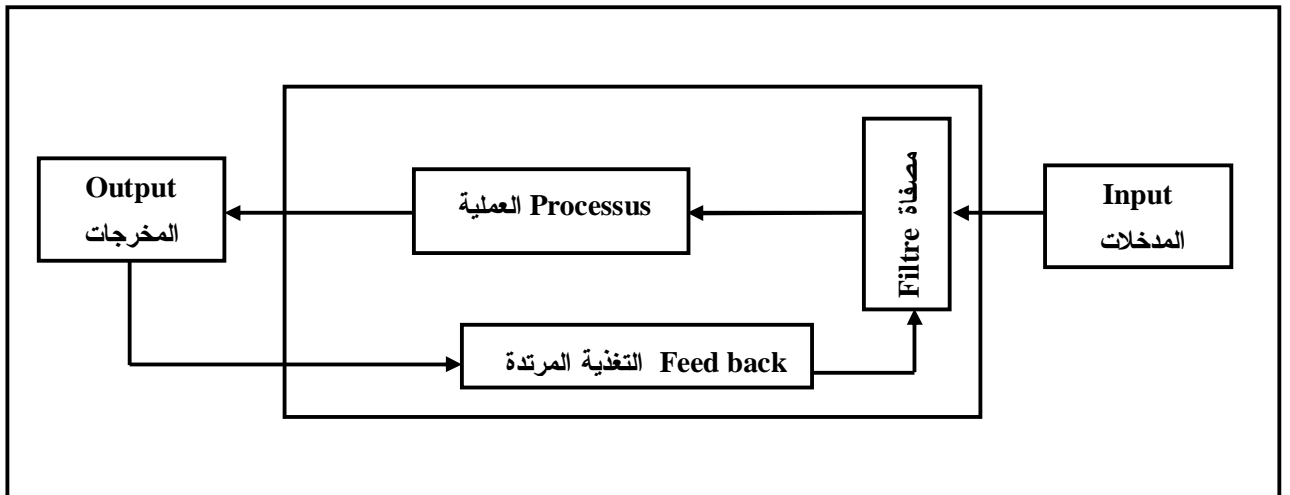 Input
المدخلات
مصفاة Filtre
Processus العملية
Output
المخرجات
Feed back التغذية المرتدة